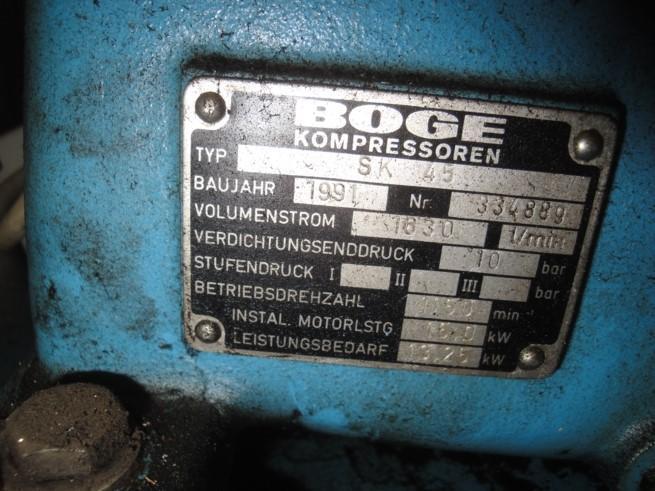 BOGE
KOMPRESSOREN
TYP SK 45
BAUJAHR 1991 Nr. 334889
VOLUMENSTROM 1630 l/min
VERDICHTUNGSENDDRUCK 10 bar
STUFENDRUCK I II III bar
BETRIEBSDREHZAHL min⁻¹
INSTAL. MOTORLSTG. kW
LEISTUNGSBEDARF 13.25 kW